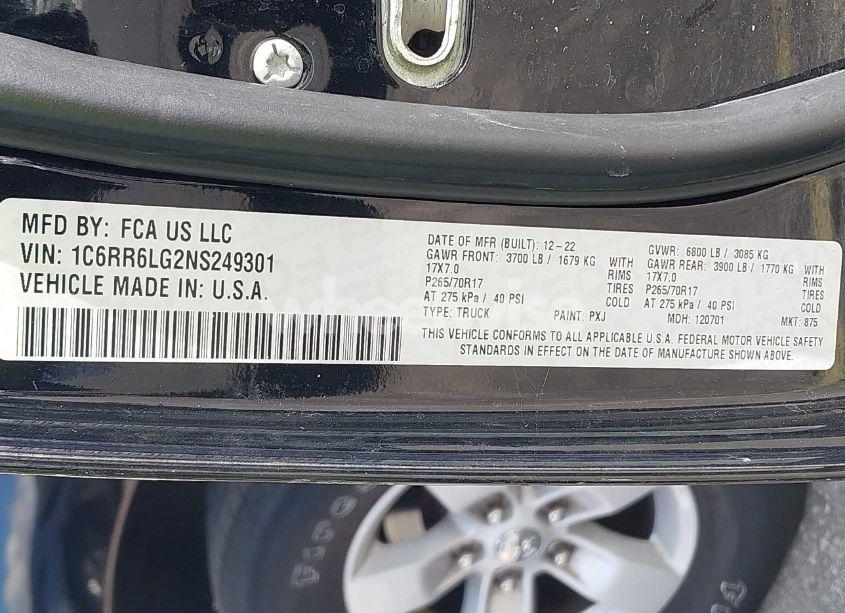 MFD BY: FCA US LLC
VIN: 1C6RR6LG2NS249301
VEHICLE MADE IN: U.S.A.
DATE OF MFR (BUILT): 12-22
GAWR FRONT: 3700 LB / 1679 KG
17X7.0
P265/70R17
AT 275 kPa / 40 PSI
TYPE: TRUCK
WITH
RIMS
TIRES
COLD
PAINT: PXJ
GVWR: 6800 LB / 3085 KG
GAWR REAR: 3900 LB / 1770 KG
17X7.0
P265/70R17
AT 275 kPa / 40 PSI
MDH: 120701
WITH
RIMS
TIRES
COLD
MKT: 875
THIS VEHICLE CONFORMS TO ALL APPLICABLE U.S.A. FEDERAL MOTOR VEHICLE SAFETY
STANDARDS IN EFFECT ON THE DATE OF MANUFACTURE SHOWN ABOVE.